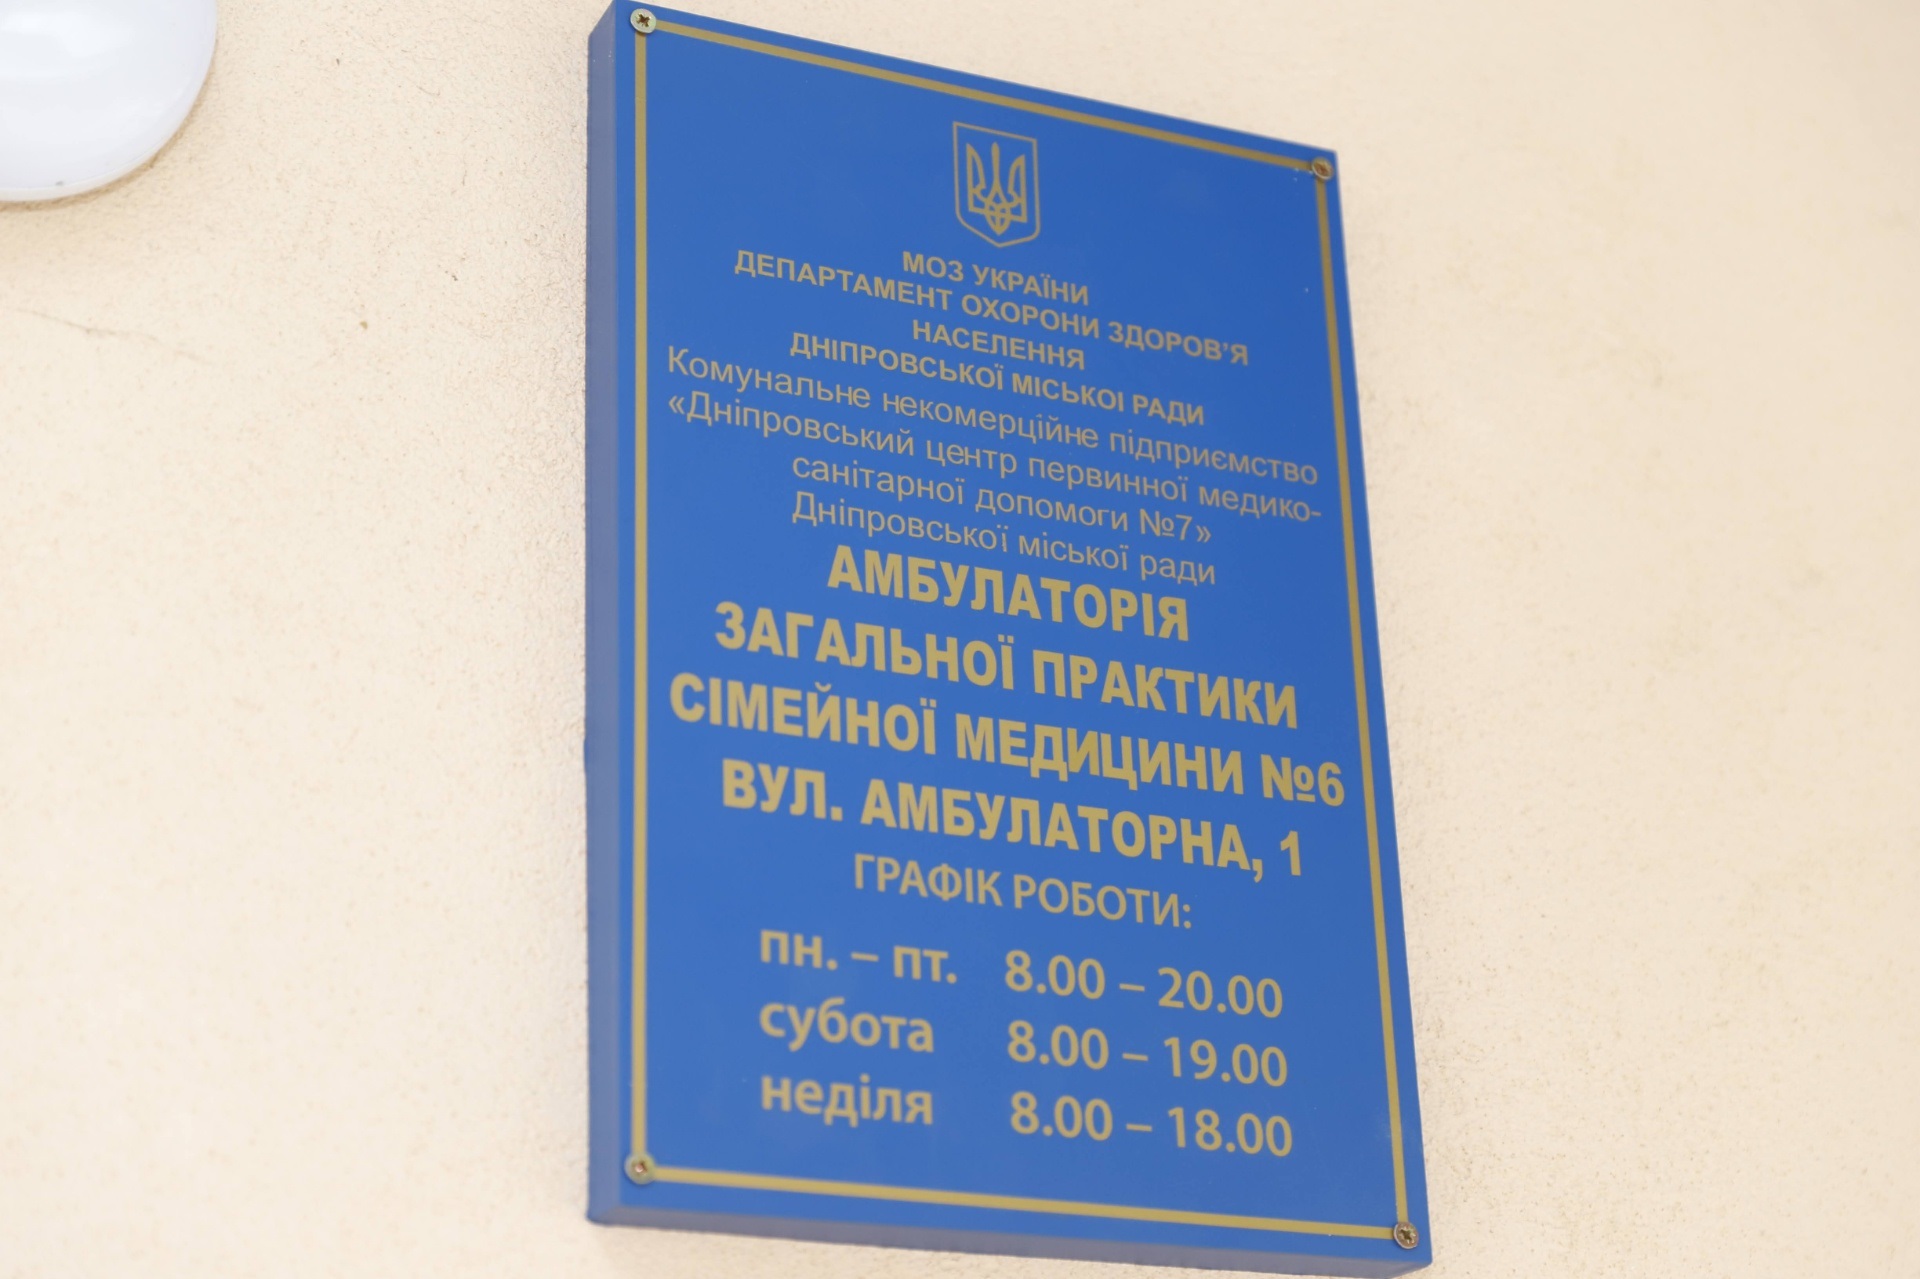 МОЗ УКРАЇНИ
ДЕПАРТАМЕНТ ОХОРОНИ ЗДОРОВ'Я
НАСЕЛЕННЯ
ДНІПРОВСЬКОЇ МІСЬКОІ РАДИ
Комунальне некомерційне підприємство
«Дніпровський центр первинної медико-
санітарної допомоги №7»
Дніпровської міської ради
АМБУЛАТОРІЯ
ЗАГАЛЬНОЇ ПРАКТИКИ
СІМЕЙНОЇ МЕДИЦИНИ №6
ВУЛ. АМБУЛАТОРНА, 1
ГРАФІК РОБОТИ:
пн. – пт. 8.00 – 20.00
субота 8.00 – 19.00
неділя 8.00 – 18.00